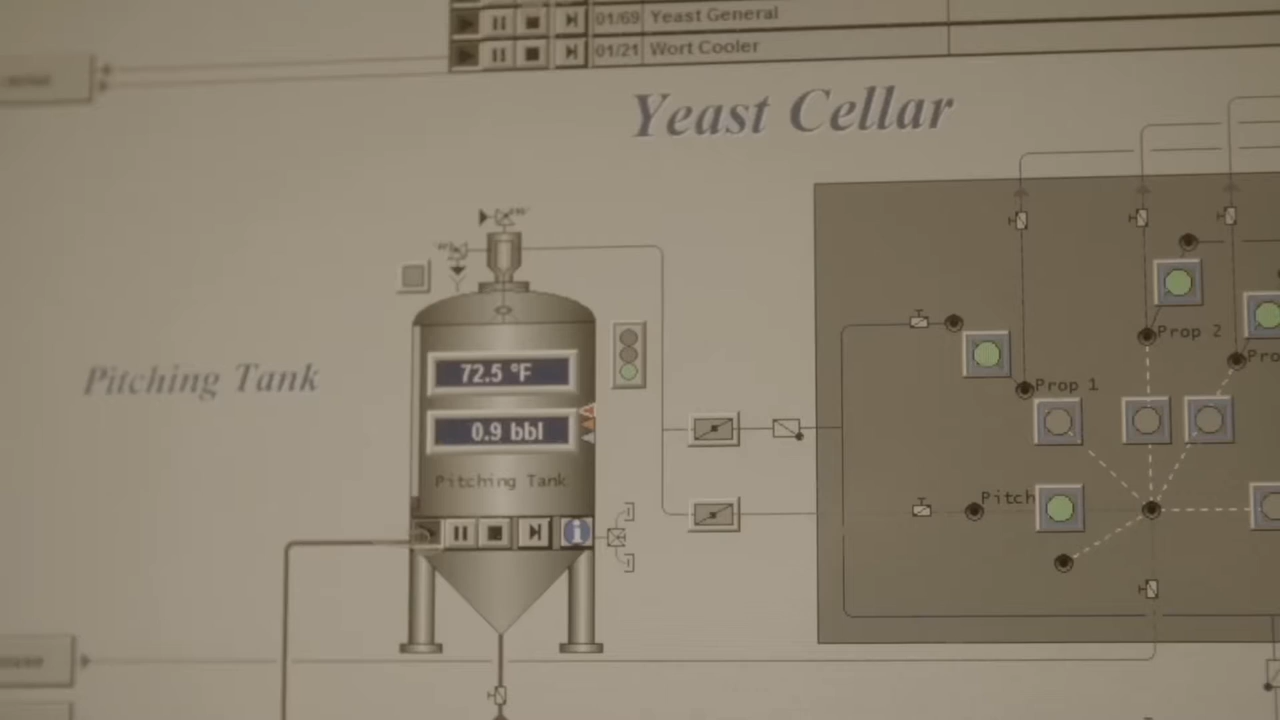 01/69 Yeast General
01/21 Wort Cooler
Yeast Cellar
Pitching Tank
72.5 °F
0.9 bbl
Pitching Tank
Prop 1
Prop 2
Pro
Pitch